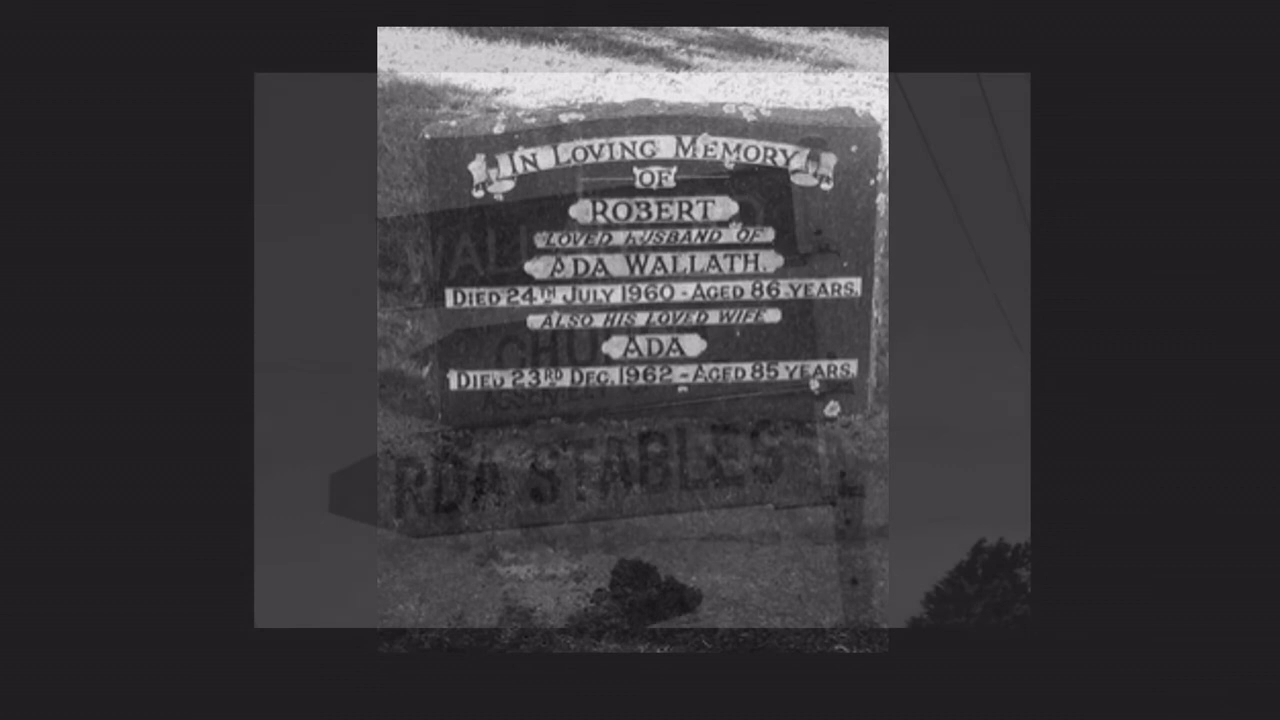 IN LOVING MEMORY
OF
ROBERT
LOVED HUSBAND OF
ADA WALLATH.
DIED 24TH JULY 1960 - AGED 86 YEARS.
ALSO HIS LOVED WIFE
ADA
DIED 23RD DEC. 1962 - AGED 85 YEARS.
RDA STABLES